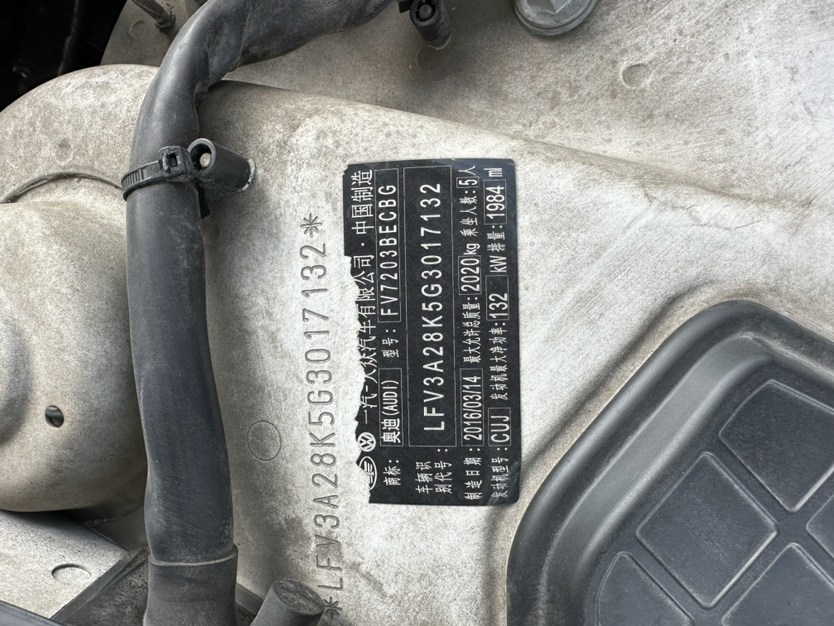 *LFV3A28K5G3017132*
一汽-大众汽车有限公司·中国制造
商标: 奥迪(AUDI) 型号: FV7203BECBG
车辆识别代号: LFV3A28K5G3017132
制造日期: 2016/03/14 最大允许总质量: 2020 kg 乘坐人数: 5人
发动机型号: CUJ 发动机最大净功率: 132 kW 排量: 1984 ml